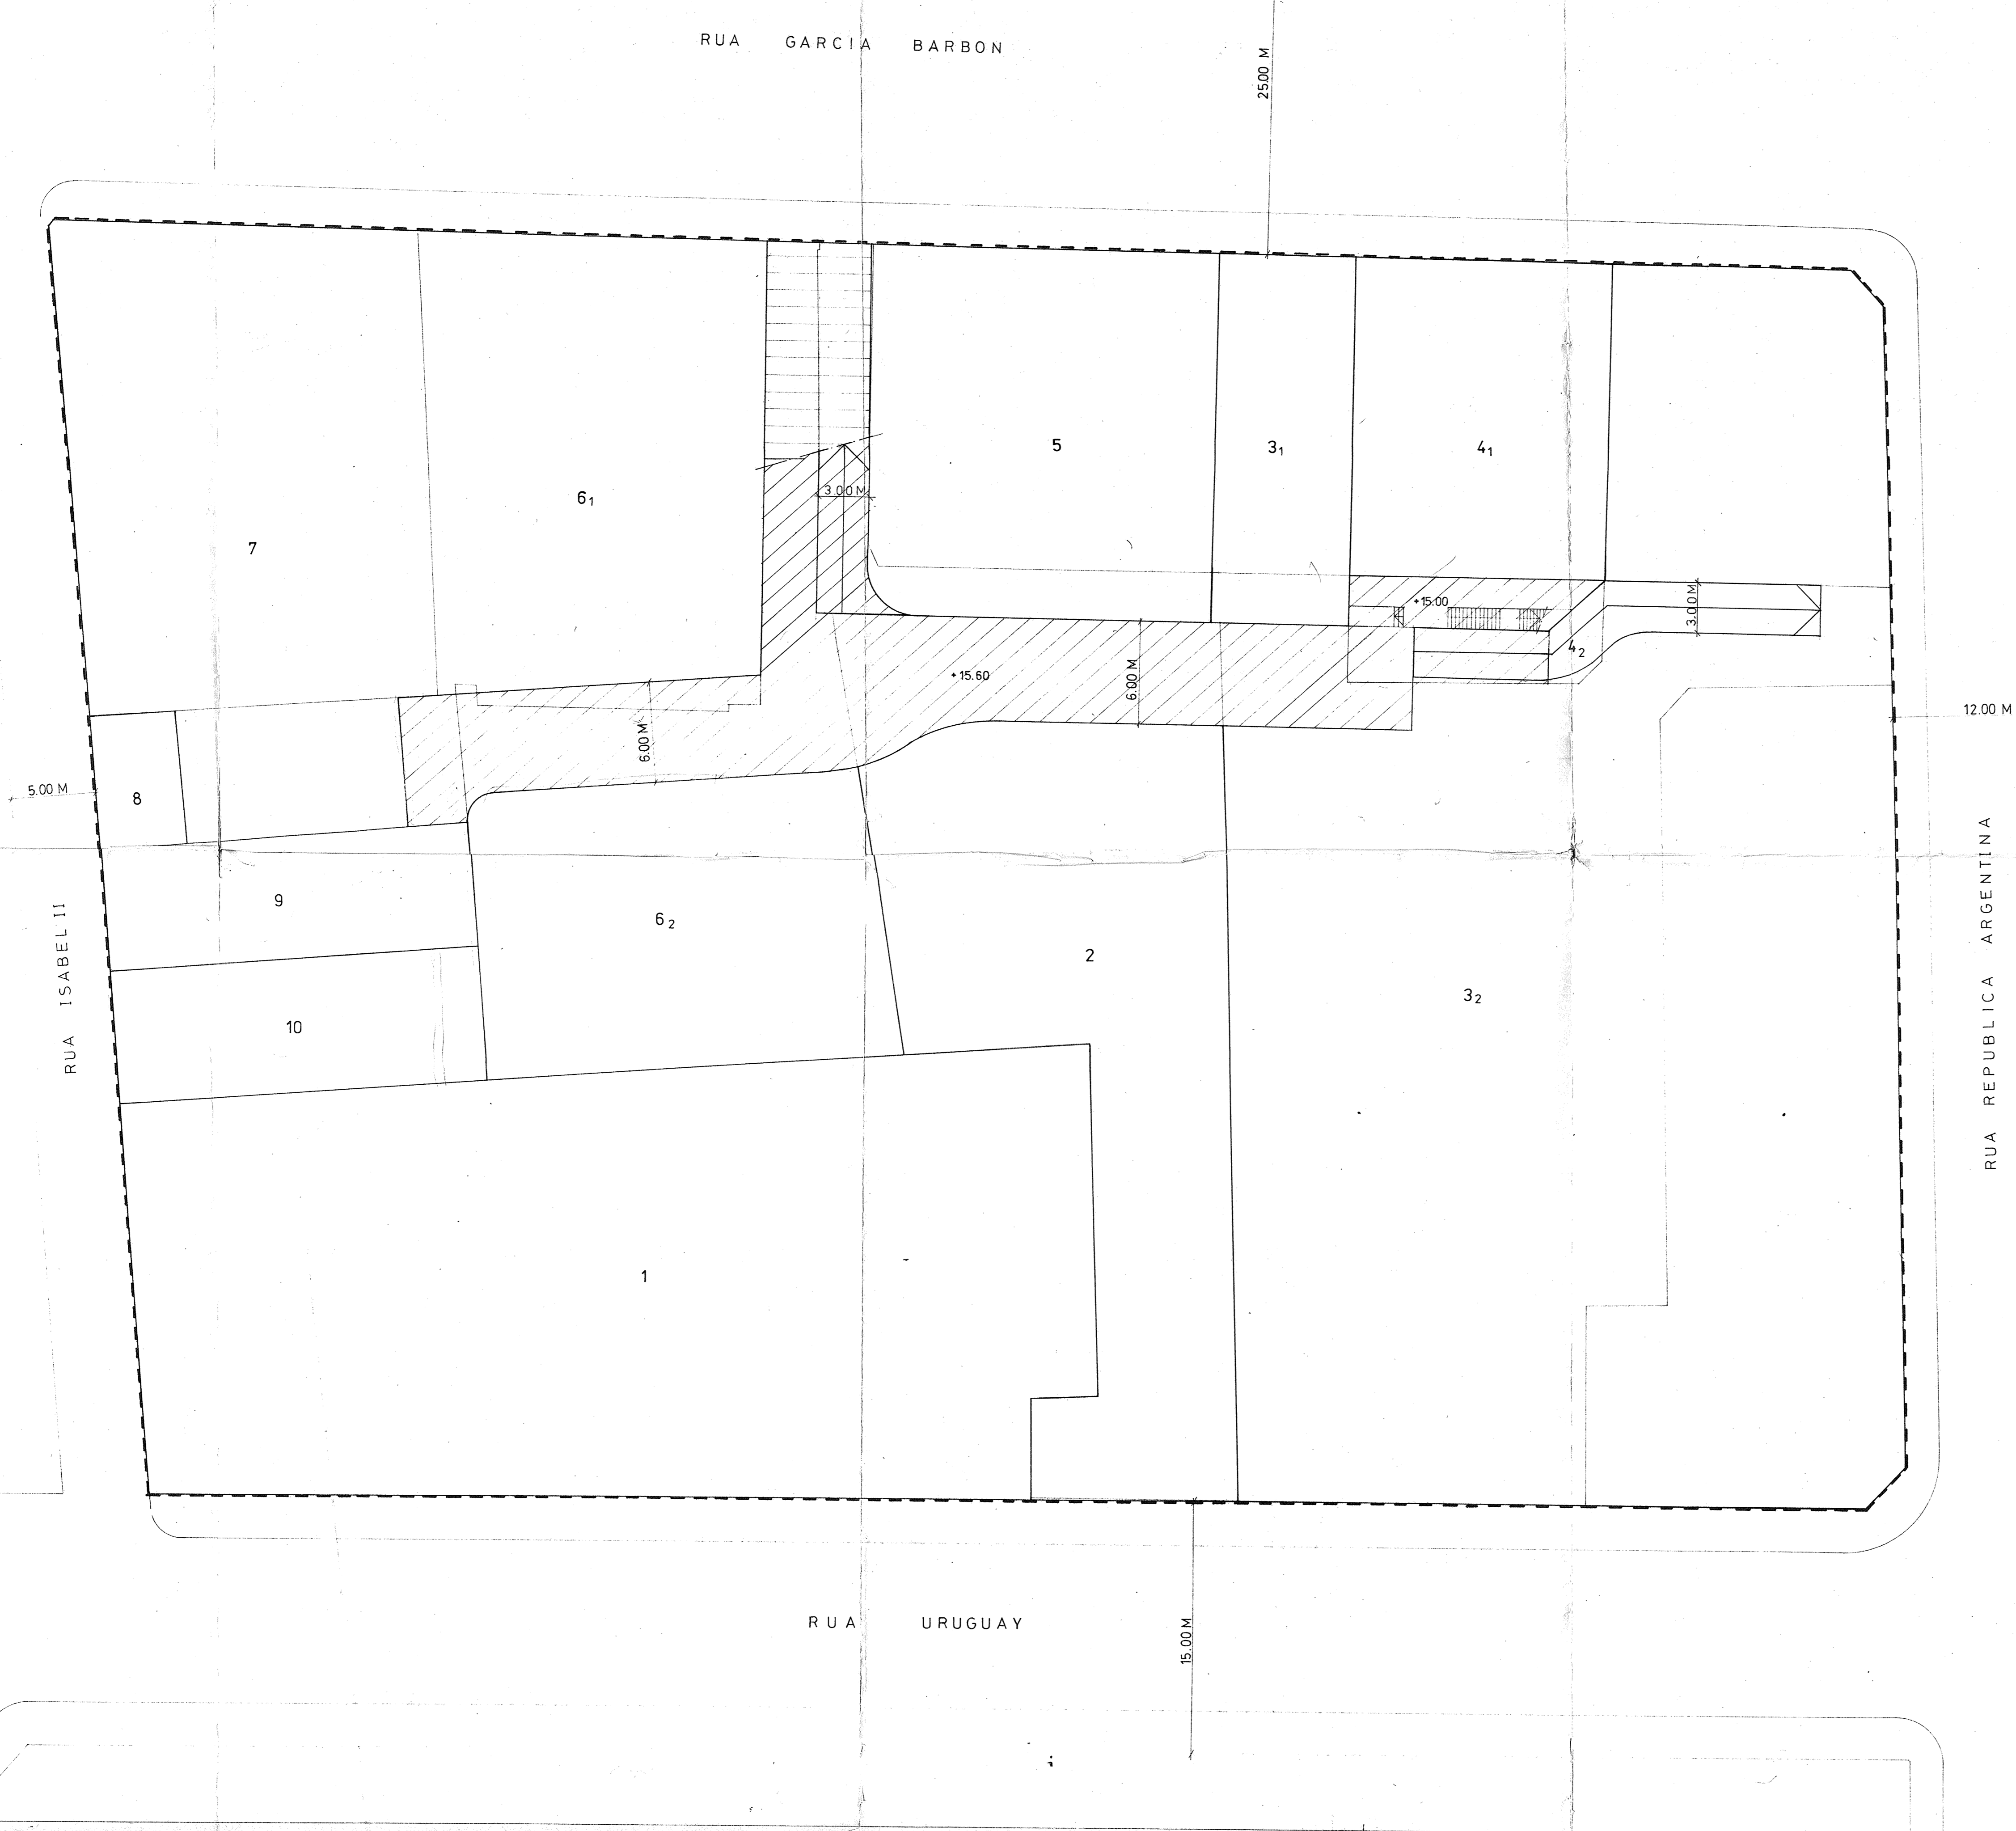 RUA GARCIA BARBON
25.00 M
5
3₁
4₁
6₁
3.00 M
7
+15.00
3.00 M
4₂
+15.60
6.00 M
6.00 M
12.00 M
5.00 M
8
9
6₂
2
3₂
10
RUA ISABEL II
RUA REPUBLICA ARGENTINA
1
RUA URUGUAY
15.00 M